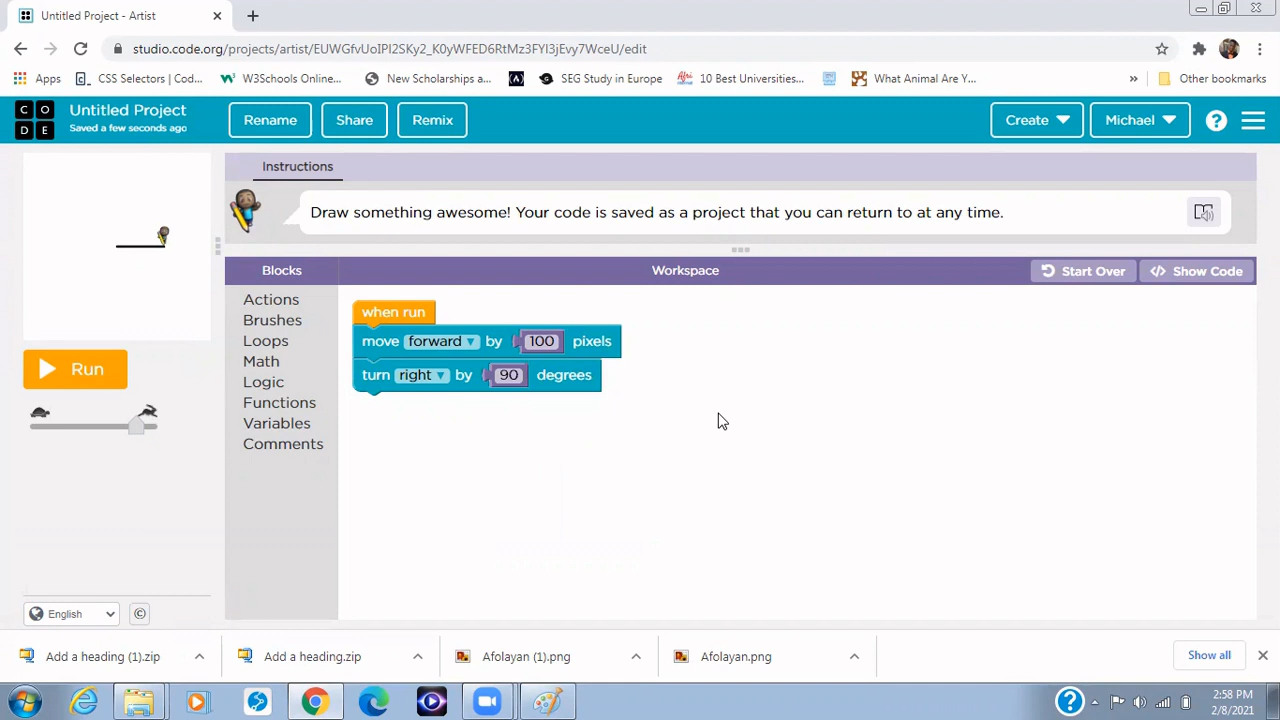 Untitled Project - Artist
studio.code.org/projects/artist/EUWGfvUoIPl2SKy2_K0yWFED6RtMz3FYl3jEvy7WceU/edit
Apps CSS Selectors | Cod... W3Schools Online... New Scholarships a... SEG Study in Europe 10 Best Universities... What Animal Are Y... » Other bookmarks
C O
D E
Untitled Project
Saved a few seconds ago
Rename Share Remix Create Michael ?
Instructions
Draw something awesome! Your code is saved as a project that you can return to at any time.
Blocks Workspace Start Over </> Show Code
Actions
Brushes
Loops
Math
Logic
Functions
Variables
Comments
when run
move forward by 100 pixels
turn right by 90 degrees
Run
English ©
Add a heading (1).zip Add a heading.zip Afolayan (1).png Afolayan.png Show all
2:58 PM
2/8/2021